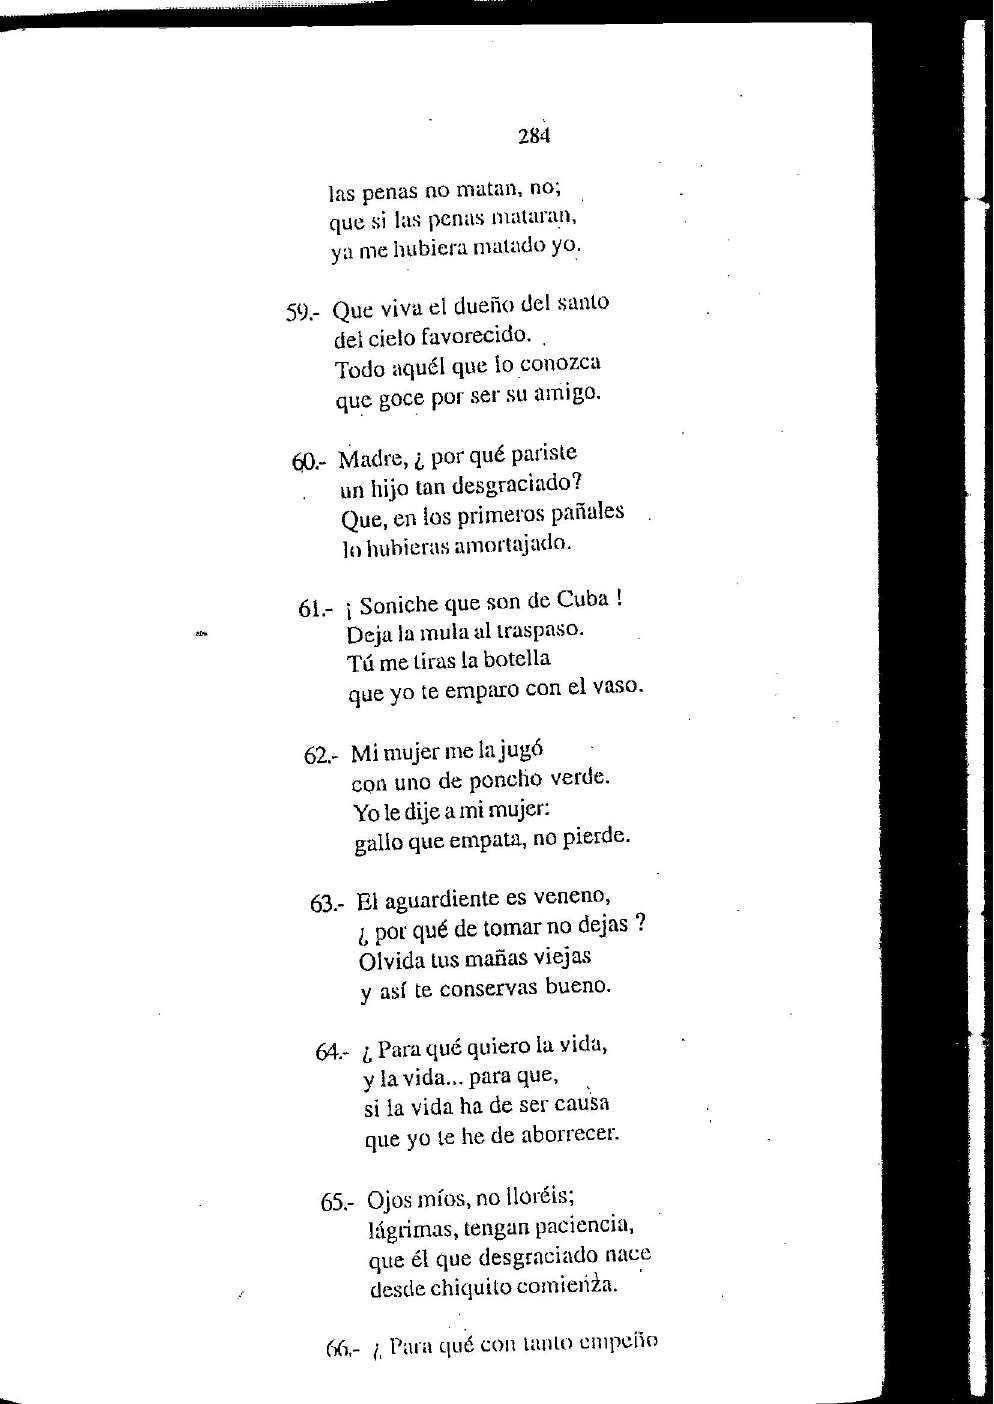 284
las penas no matan, no;
que si las penas mataran,
ya me hubiera matado yo.
59.- Que viva el dueño del santo
del cielo favorecido.
Todo aquél que lo conozca
que goce por ser su amigo.
60.- Madre, ¿ por qué pariste
un hijo tan desgraciado?
Que, en los primeros pañales
lo hubieras amortajado.
61.- ¡ Soniche que son de Cuba !
Deja la mula al traspaso.
Tú me tiras la botella
que yo te emparo con el vaso.
62.- Mi mujer me la jugó
con uno de poncho verde.
Yo le dije a mi mujer:
gallo que empata, no pierde.
63.- El aguardiente es veneno,
¿ por qué de tomar no dejas ?
Olvida tus mañas viejas
y así te conservas bueno.
64.- ¿ Para qué quiero la vida,
y la vida... para que,
si la vida ha de ser causa
que yo te he de aborrecer.
65.- Ojos míos, no lloréis;
lágrimas, tengan paciencia,
que él que desgraciado nace
desde chiquito comienza.
66.- ¿ Para qué con tanto empeño